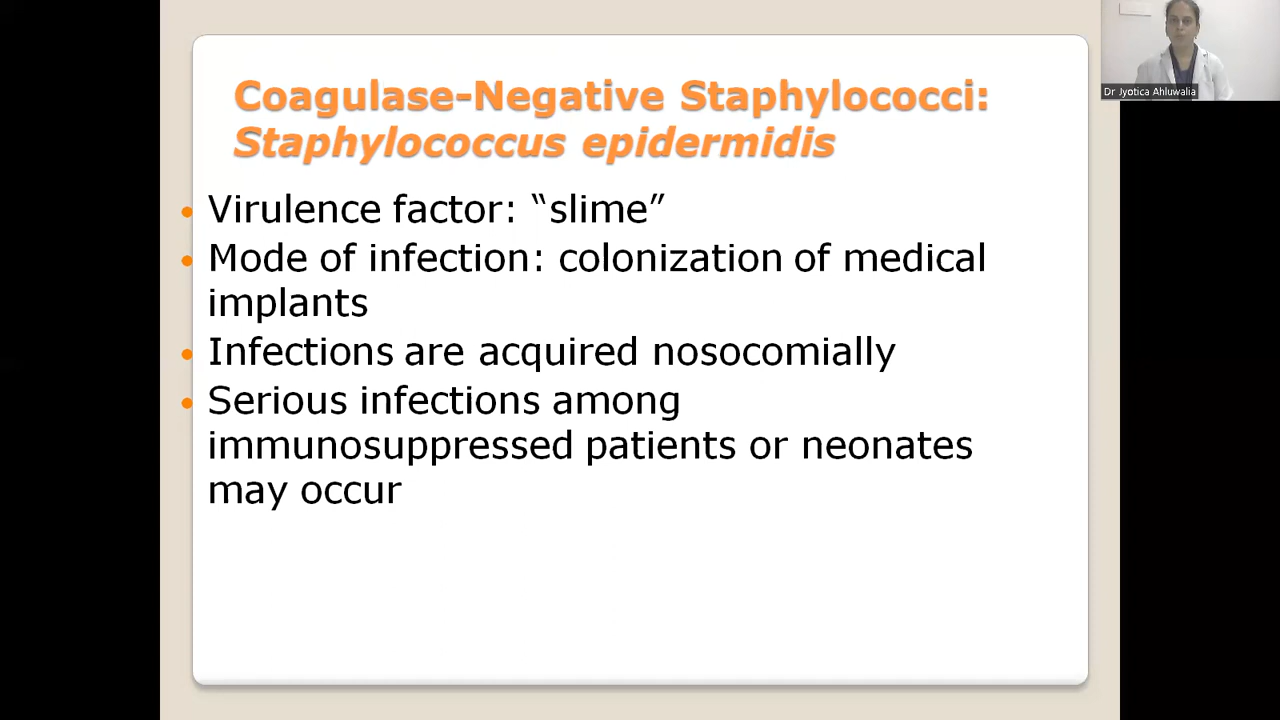 Coagulase-Negative Staphylococci:
Staphylococcus epidermidis
• Virulence factor: “slime”
• Mode of infection: colonization of medical
implants
• Infections are acquired nosocomially
• Serious infections among
immunosuppressed patients or neonates
may occur
Dr Jyotica Ahluwalia